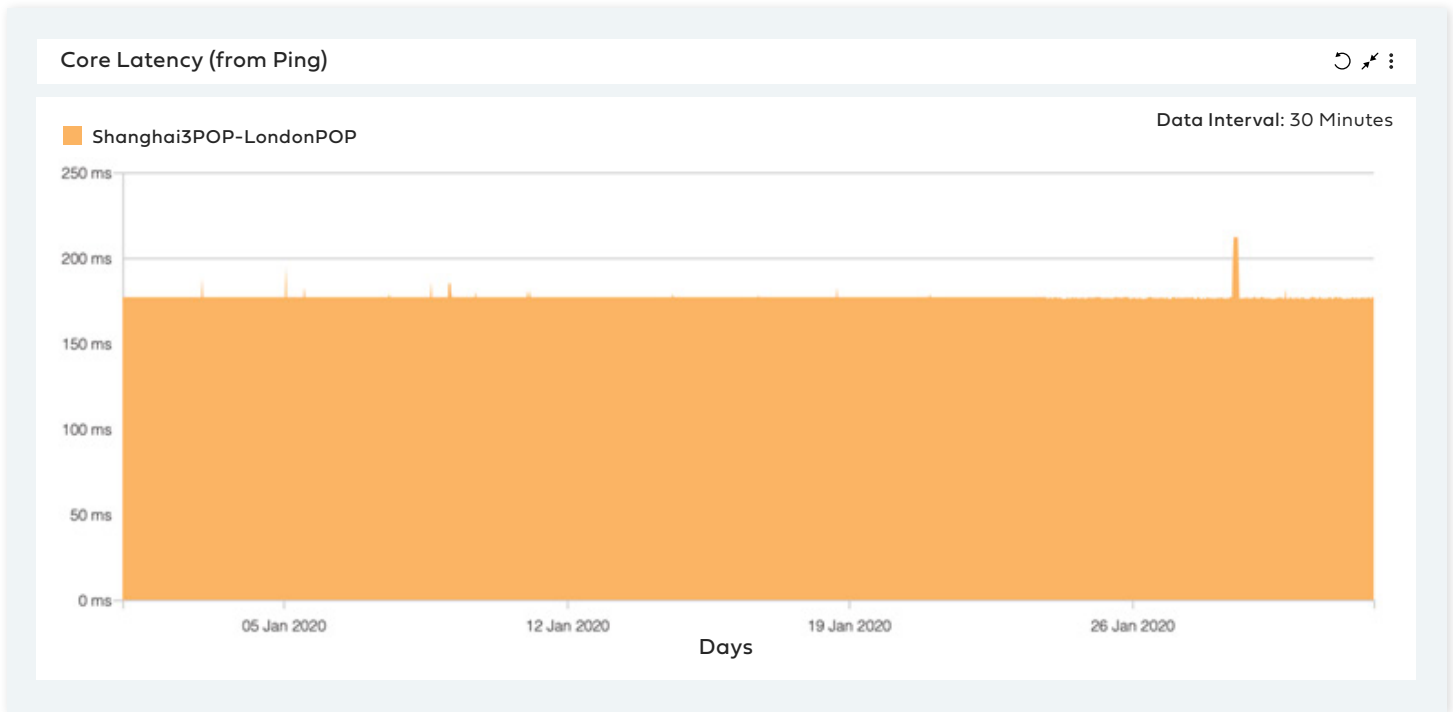 Core Latency (from Ping)
Data Interval: 30 Minutes
Shanghai3POP-LondonPOP
250 ms
200 ms
150 ms
100 ms
50 ms
0 ms
05 Jan 2020 12 Jan 2020 19 Jan 2020 26 Jan 2020
Days